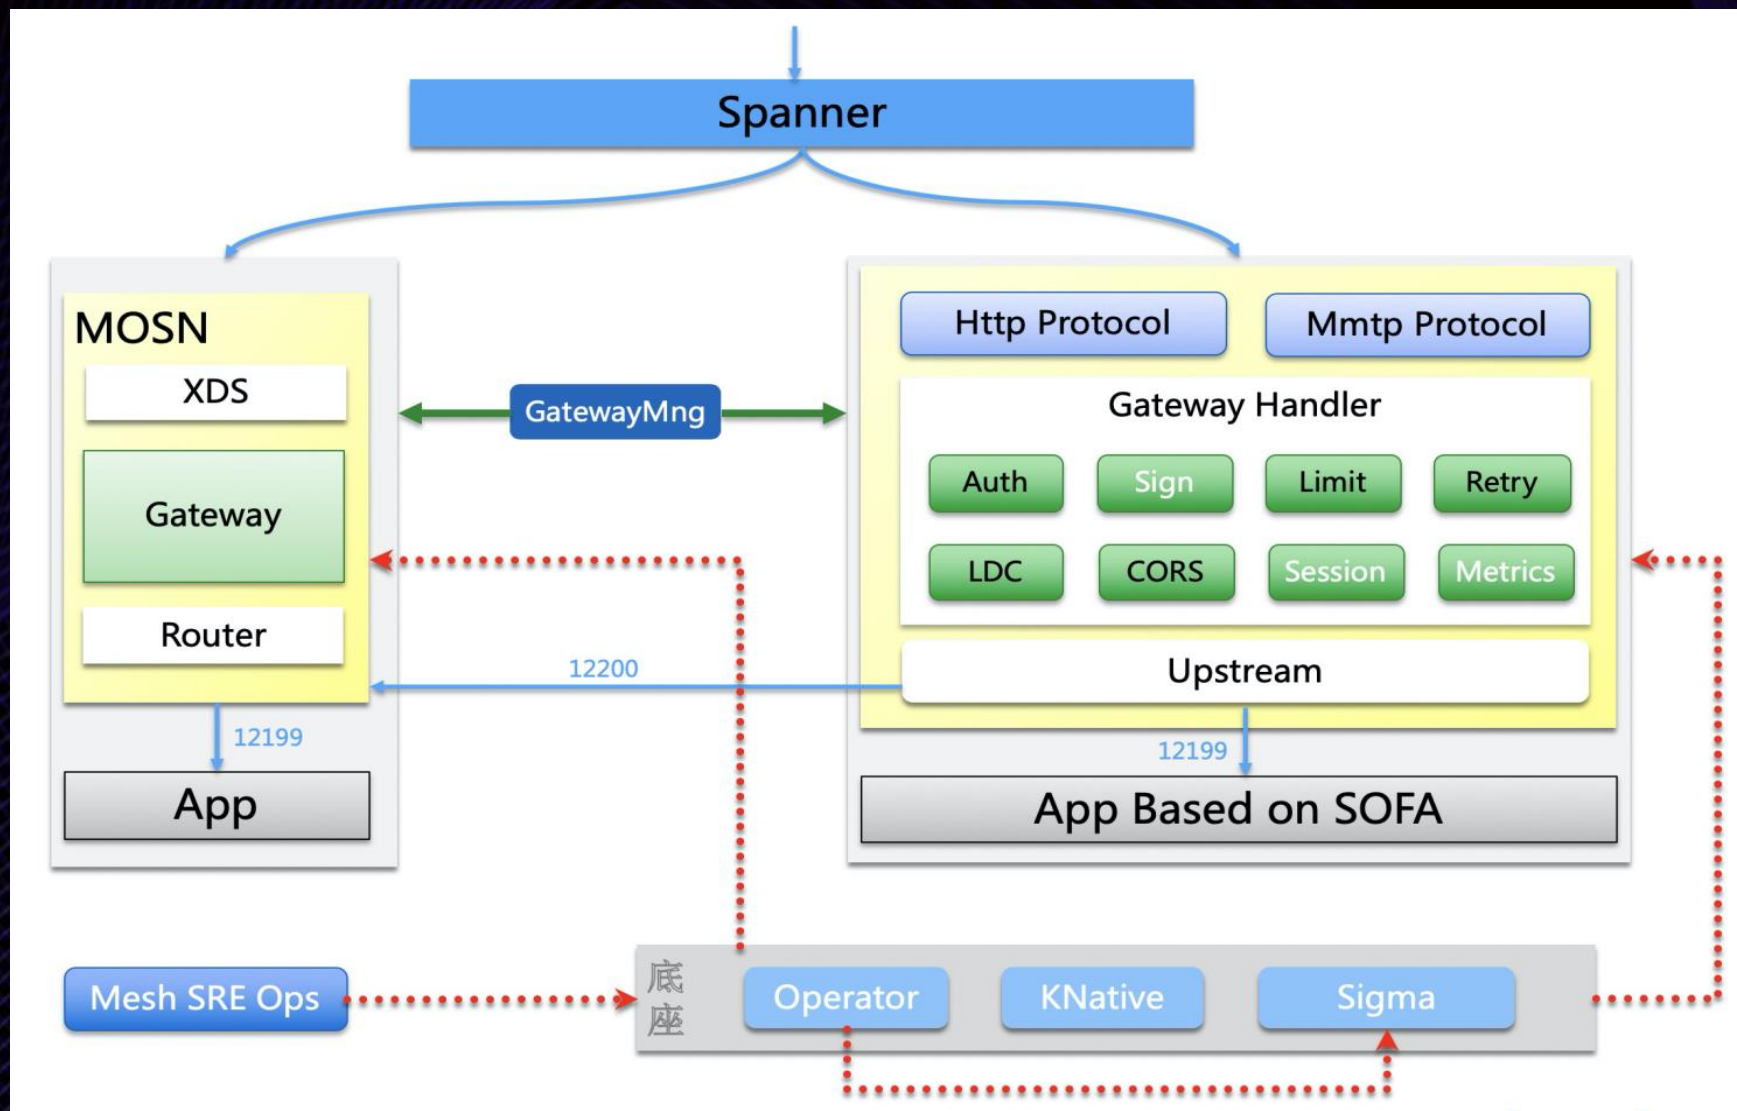 Spanner
MOSN
XDS
Gateway
Router
12199
App
GatewayMng
12200
Http Protocol
Mmtp Protocol
Gateway Handler
Auth
Sign
Limit
Retry
LDC
CORS
Session
Metrics
Upstream
12199
App Based on SOFA
Mesh SRE Ops
底座
Operator
KNative
Sigma